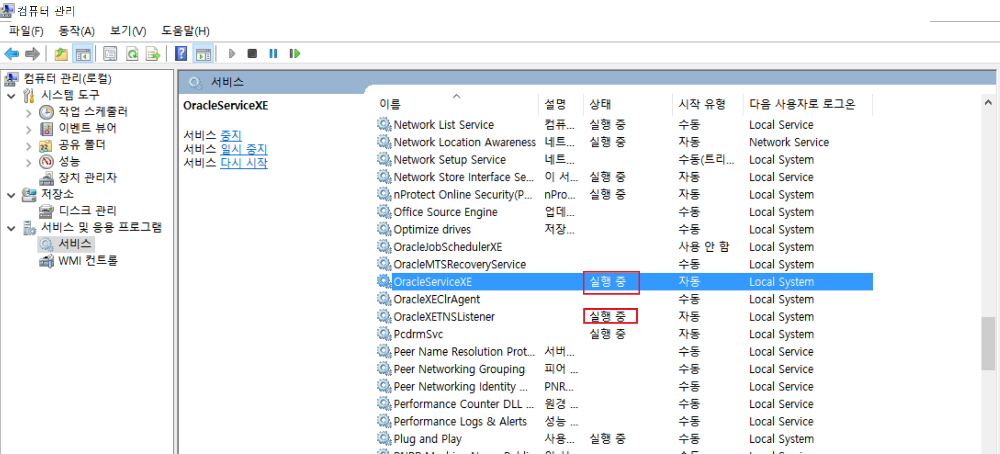 컴퓨터 관리
파일(F) 동작(A) 보기(V) 도움말(H)
컴퓨터 관리(로컬)
시스템 도구
작업 스케줄러
이벤트 뷰어
공유 폴더
성능
장치 관리자
저장소
디스크 관리
서비스 및 응용 프로그램
서비스
WMI 컨트롤
서비스
OracleServiceXE
서비스 중지
서비스 일시 중지
서비스 다시 시작
이름 설명 상태 시작 유형 다음 사용자로 로그온
Network List Service 컴퓨... 실행 중 수동 Local Service
Network Location Awareness 네트... 실행 중 자동 Network Service
Network Setup Service 네트... 수동(트리... Local System
Network Store Interface Se... 이 서... 실행 중 자동 Local Service
nProtect Online Security(P... nPro... 실행 중 자동 Local System
Office Source Engine 업데... 수동 Local System
Optimize drives 저장... 수동 Local System
OracleJobSchedulerXE 사용 안 함 Local System
OracleMTSRecoveryService 수동 Local System
OracleServiceXE 실행 중 자동 Local System
OracleXEClrAgent 수동 Local System
OracleXETNSListener 실행 중 자동 Local System
PcdrmSvc 실행 중 자동 Local System
Peer Name Resolution Prot... 서버... 수동 Local Service
Peer Networking Grouping 피어 ... 수동 Local Service
Peer Networking Identity ... PNR... 수동 Local Service
Performance Counter DLL ... 원경 ... 수동 Local Service
Performance Logs & Alerts 성능 ... 수동 Local Service
Plug and Play 사용... 실행 중 수동 Local System